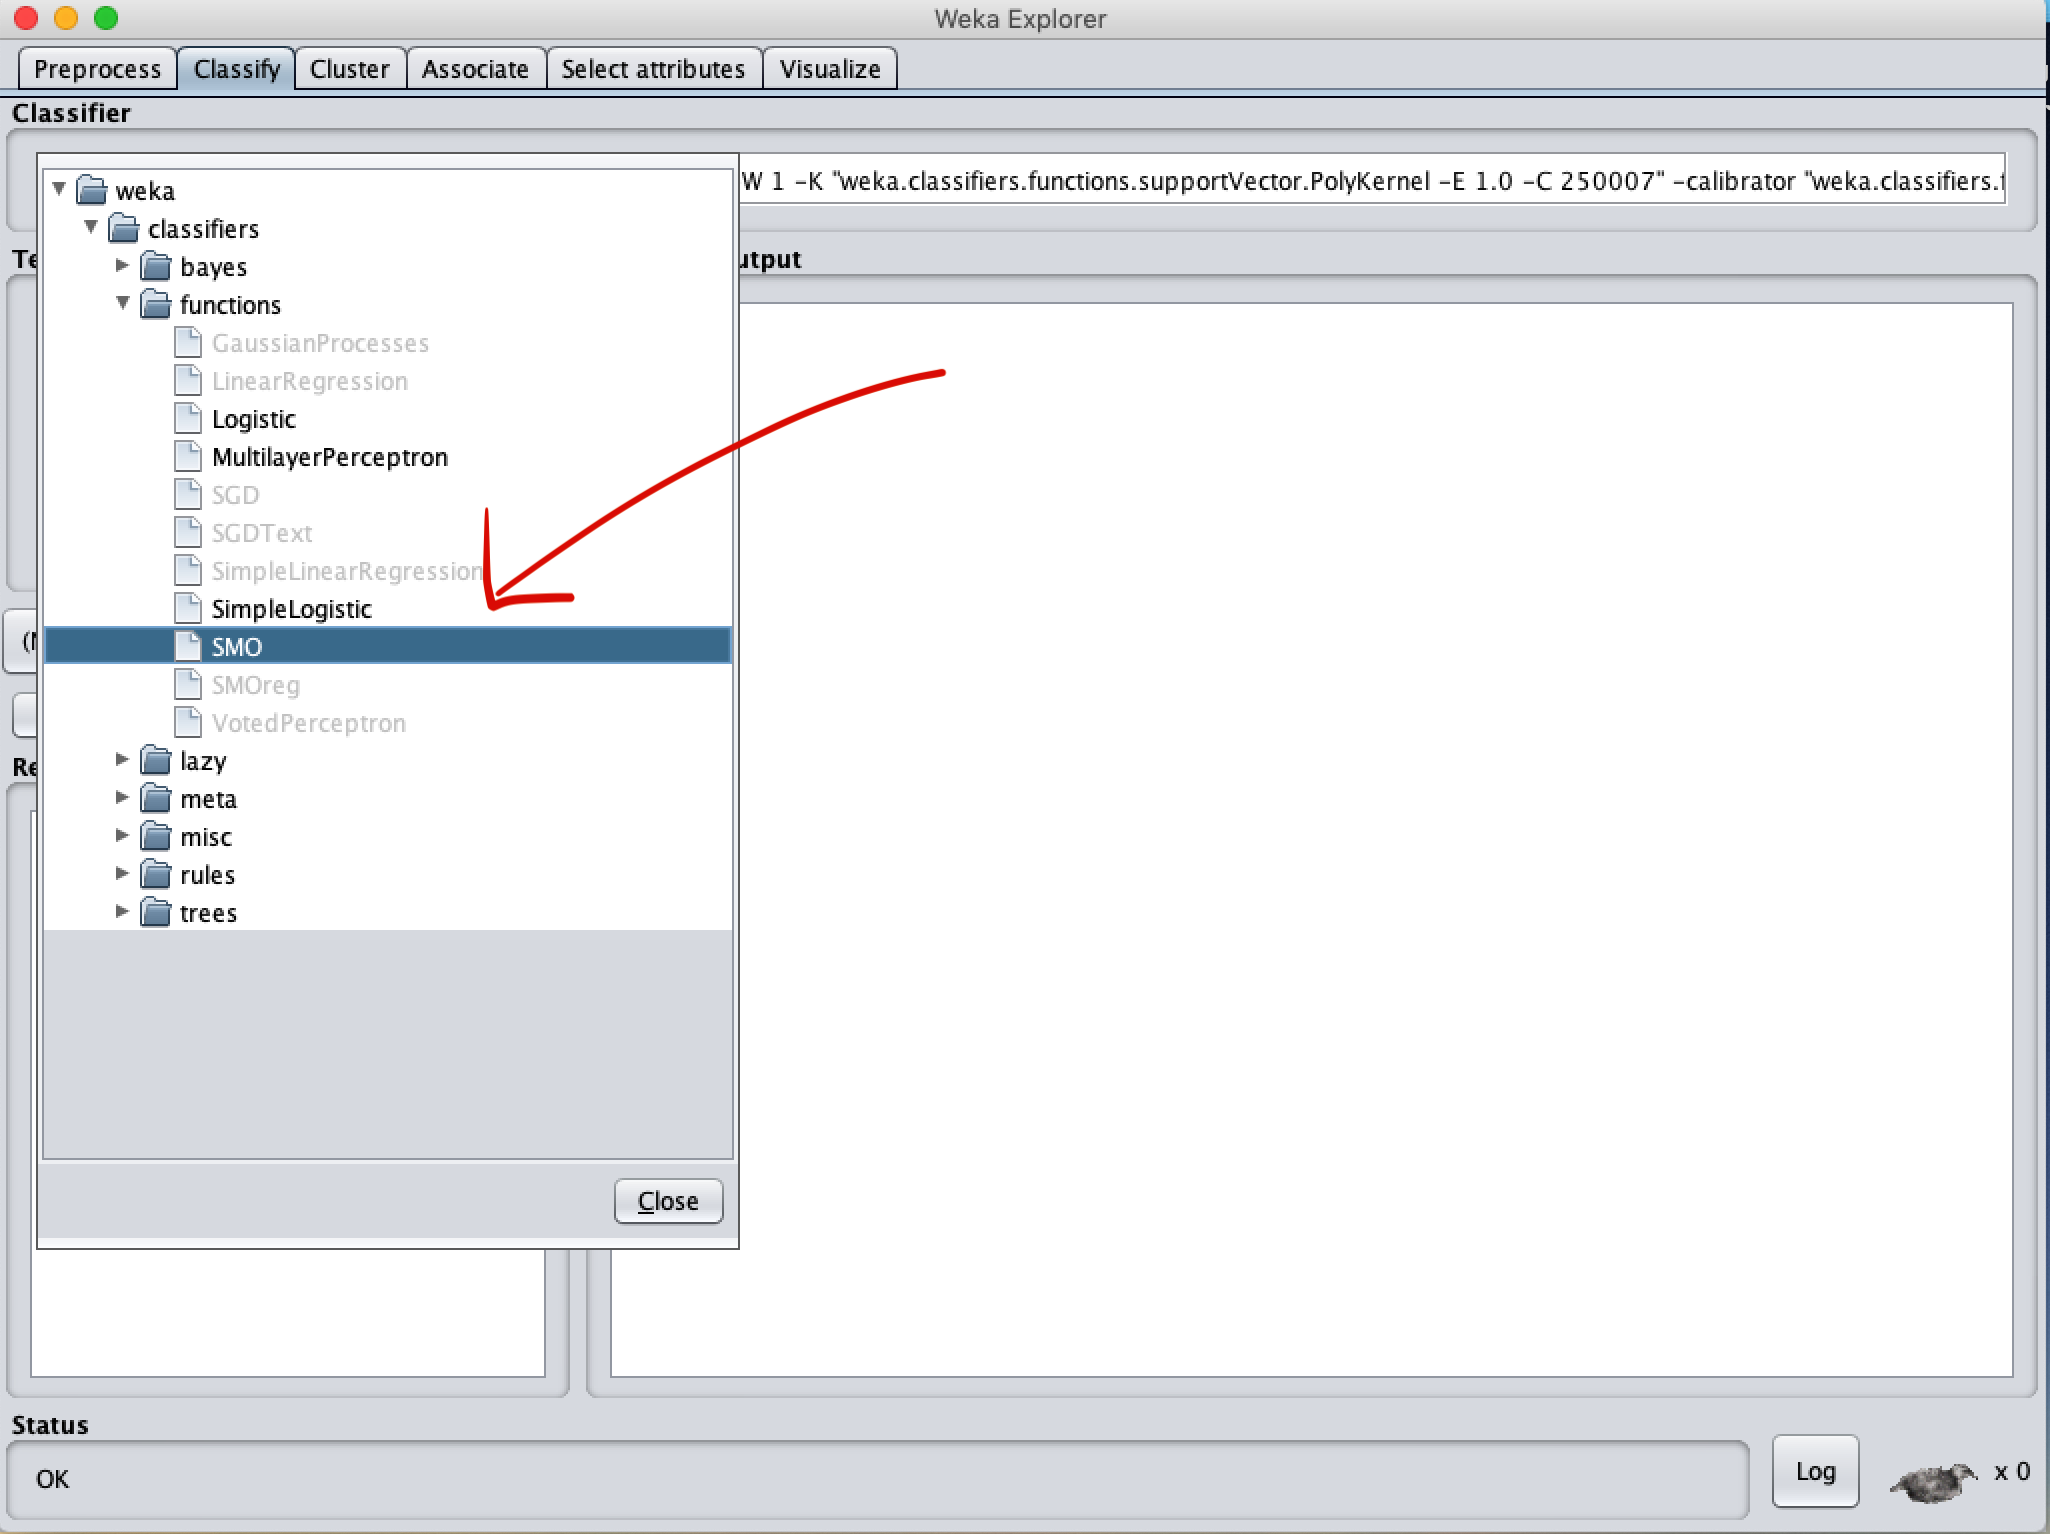 Weka Explorer
Preprocess Classify Cluster Associate Select attributes Visualize
Classifier
W 1 -K "weka.classifiers.functions.supportVector.PolyKernel -E 1.0 -C 250007" -calibrator "weka.classifiers.f
weka
classifiers
bayes
functions
GaussianProcesses
LinearRegression
Logistic
MultilayerPerceptron
SGD
SGDText
SimpleLinearRegression
SimpleLogistic
SMO
SMOreg
VotedPerceptron
lazy
meta
misc
rules
trees
Close
Te
utput
(
Re
Status
OK
Log
x 0